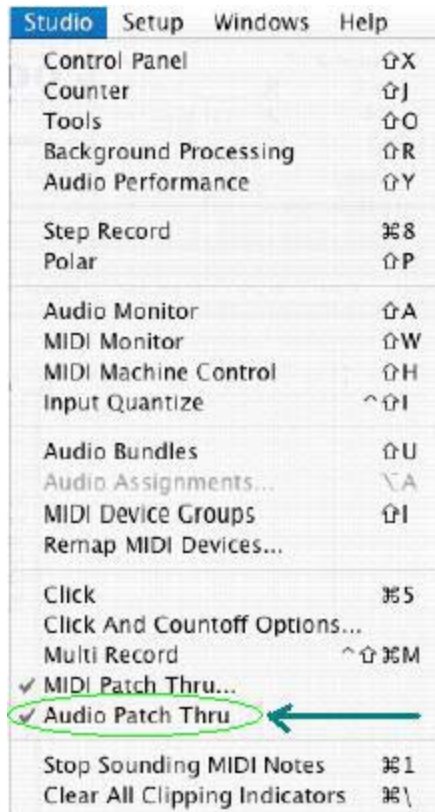 Studio Setup Windows Help
Control Panel ⇧X
Counter ⇧J
Tools ⇧O
Background Processing ⇧R
Audio Performance ⇧Y
Step Record ⌘8
Polar ⇧P
Audio Monitor ⇧A
MIDI Monitor ⇧W
MIDI Machine Control ⇧H
Input Quantize ^⇧I
Audio Bundles ⇧U
Audio Assignments... ⌥A
MIDI Device Groups ⇧I
Remap MIDI Devices...
Click ⌘5
Click And Countoff Options...
Multi Record ^⇧⌘M
✓ MIDI Patch Thru...
✓ Audio Patch Thru
Stop Sounding MIDI Notes ⌘1
Clear All Clipping Indicators ⌘\